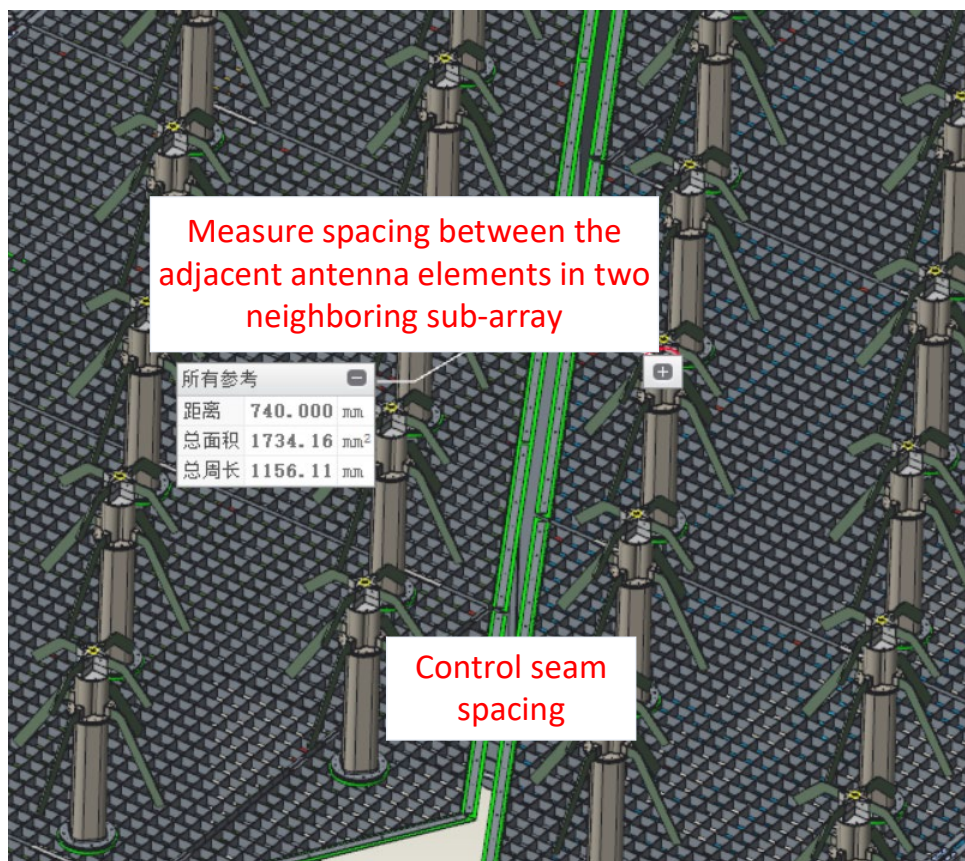 Measure spacing between the
adjacent antenna elements in two
neighboring sub-array
所有参考
距离 740.000 mm
总面积 1734.16 mm²
总周长 1156.11 mm
Control seam
spacing